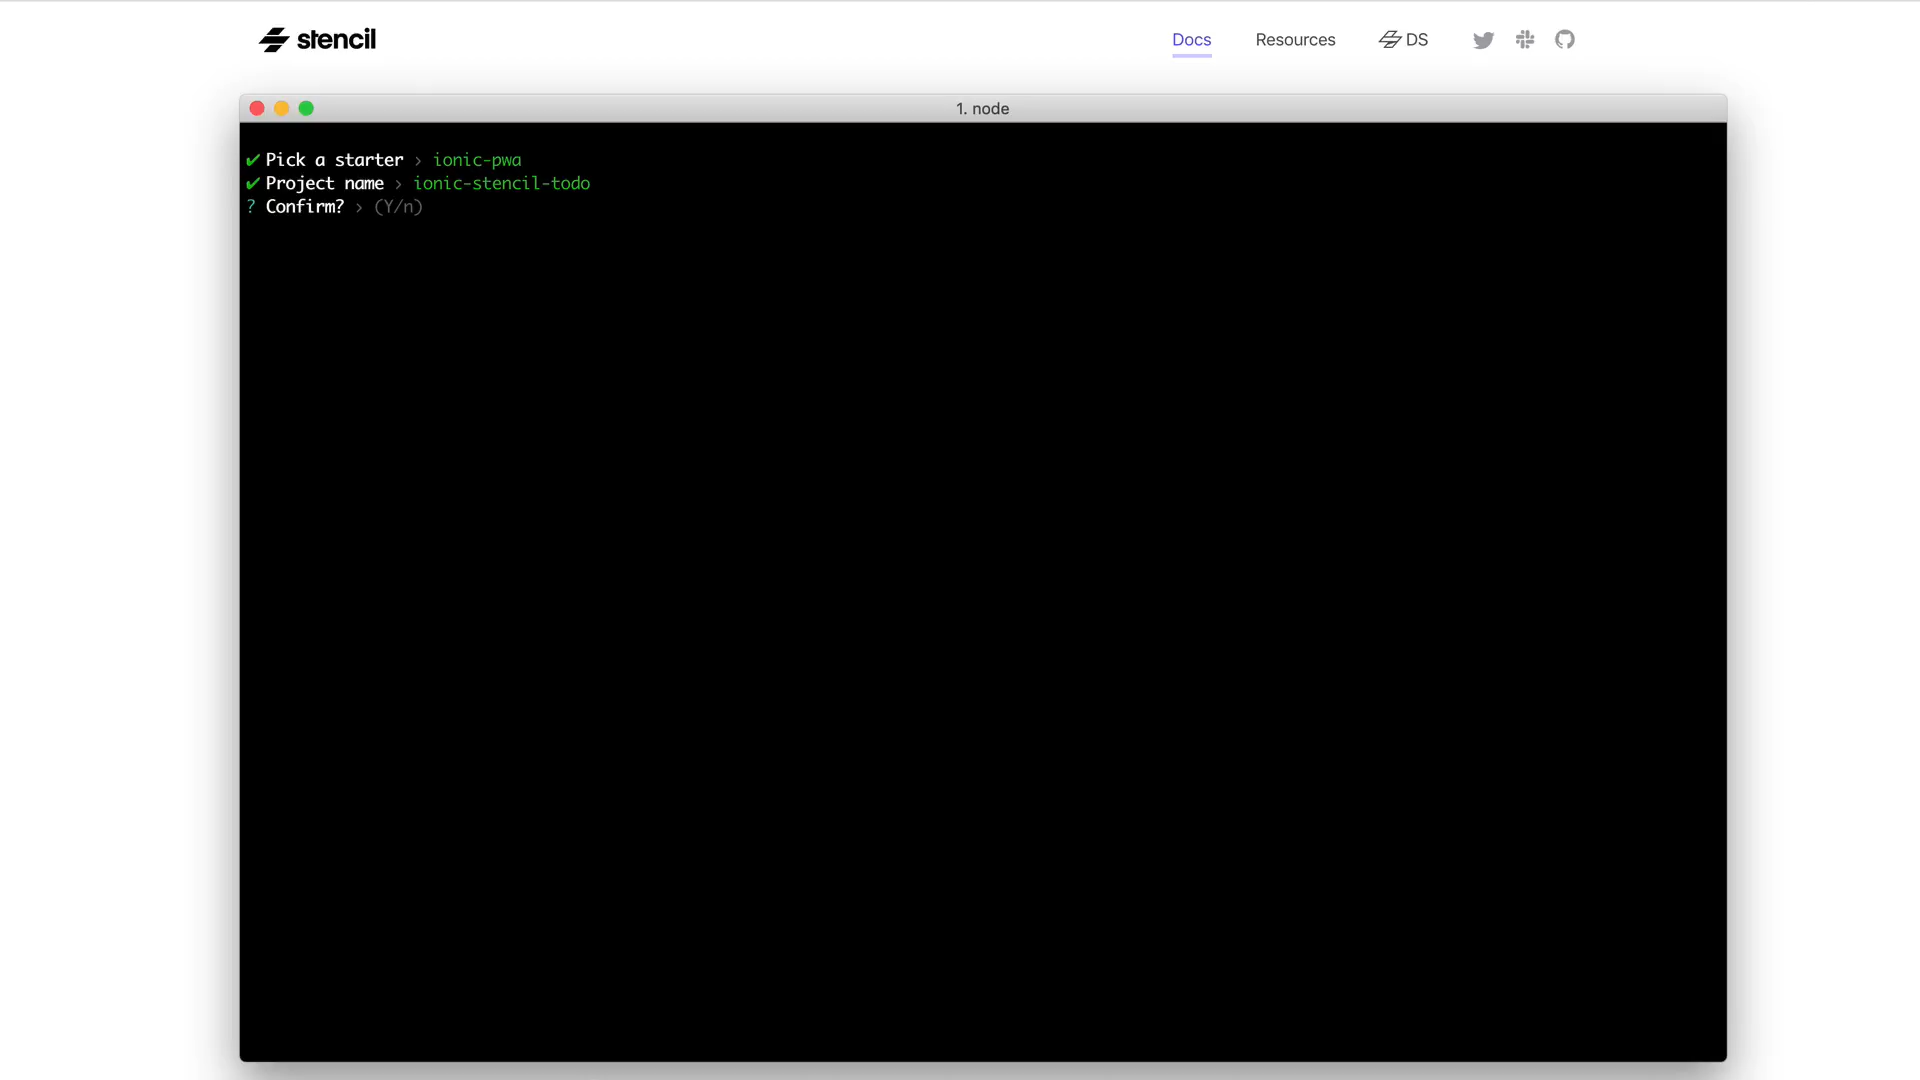 stencil
Docs
Resources
DS
1. node
✔ Pick a starter › ionic-pwa
✔ Project name › ionic-stencil-todo
? Confirm? › (Y/n)